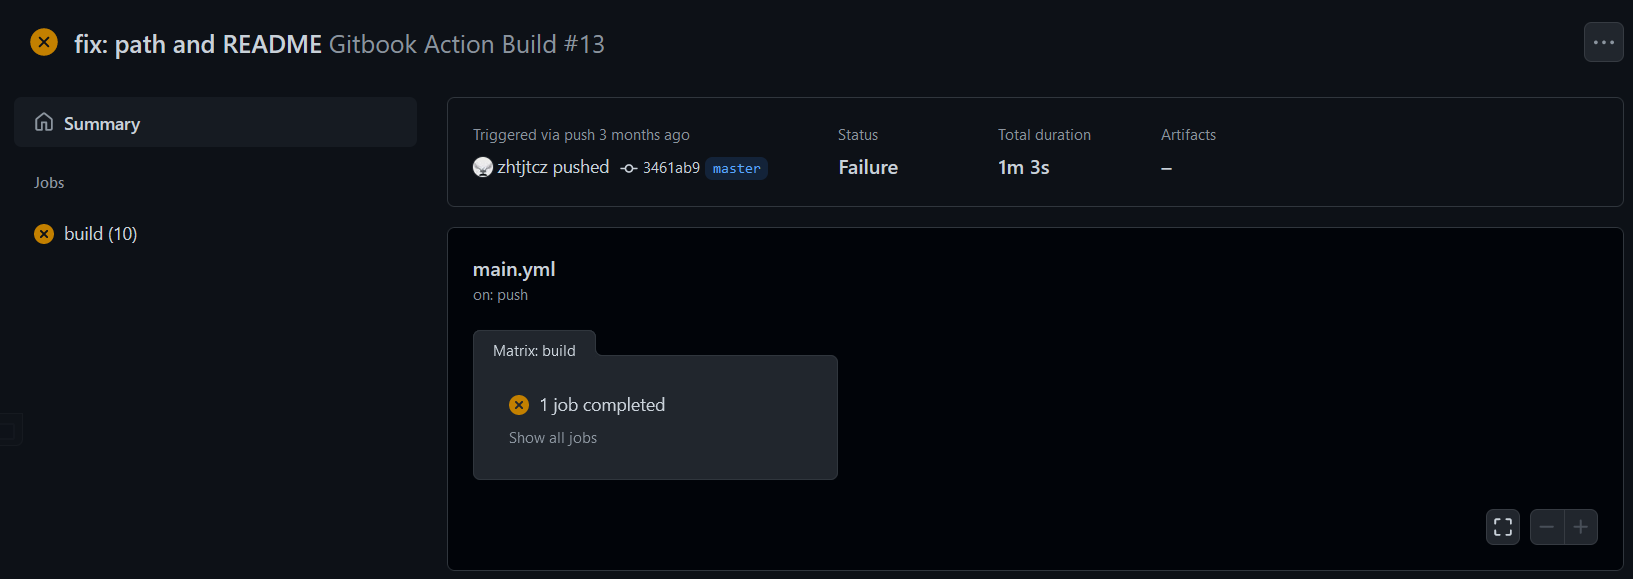 fix: path and README Gitbook Action Build #13
Summary
Jobs
build (10)
Triggered via push 3 months ago
zhtjtcz pushed 3461ab9 master
Status
Failure
Total duration
1m 3s
Artifacts
–
main.yml
on: push
Matrix: build
1 job completed
Show all jobs